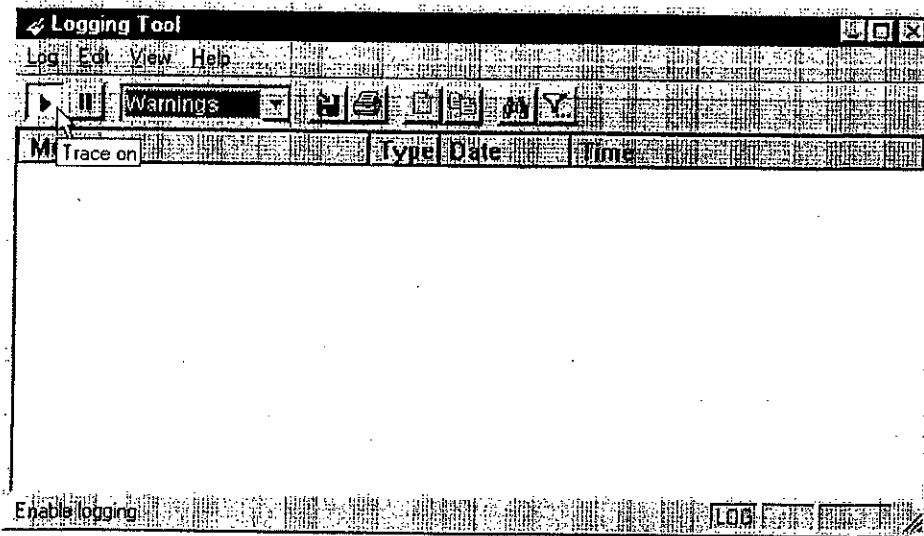 Logging Tool
Log Edit View Help
Warnings
Trace on
Type Date Time
Enable logging
LOG